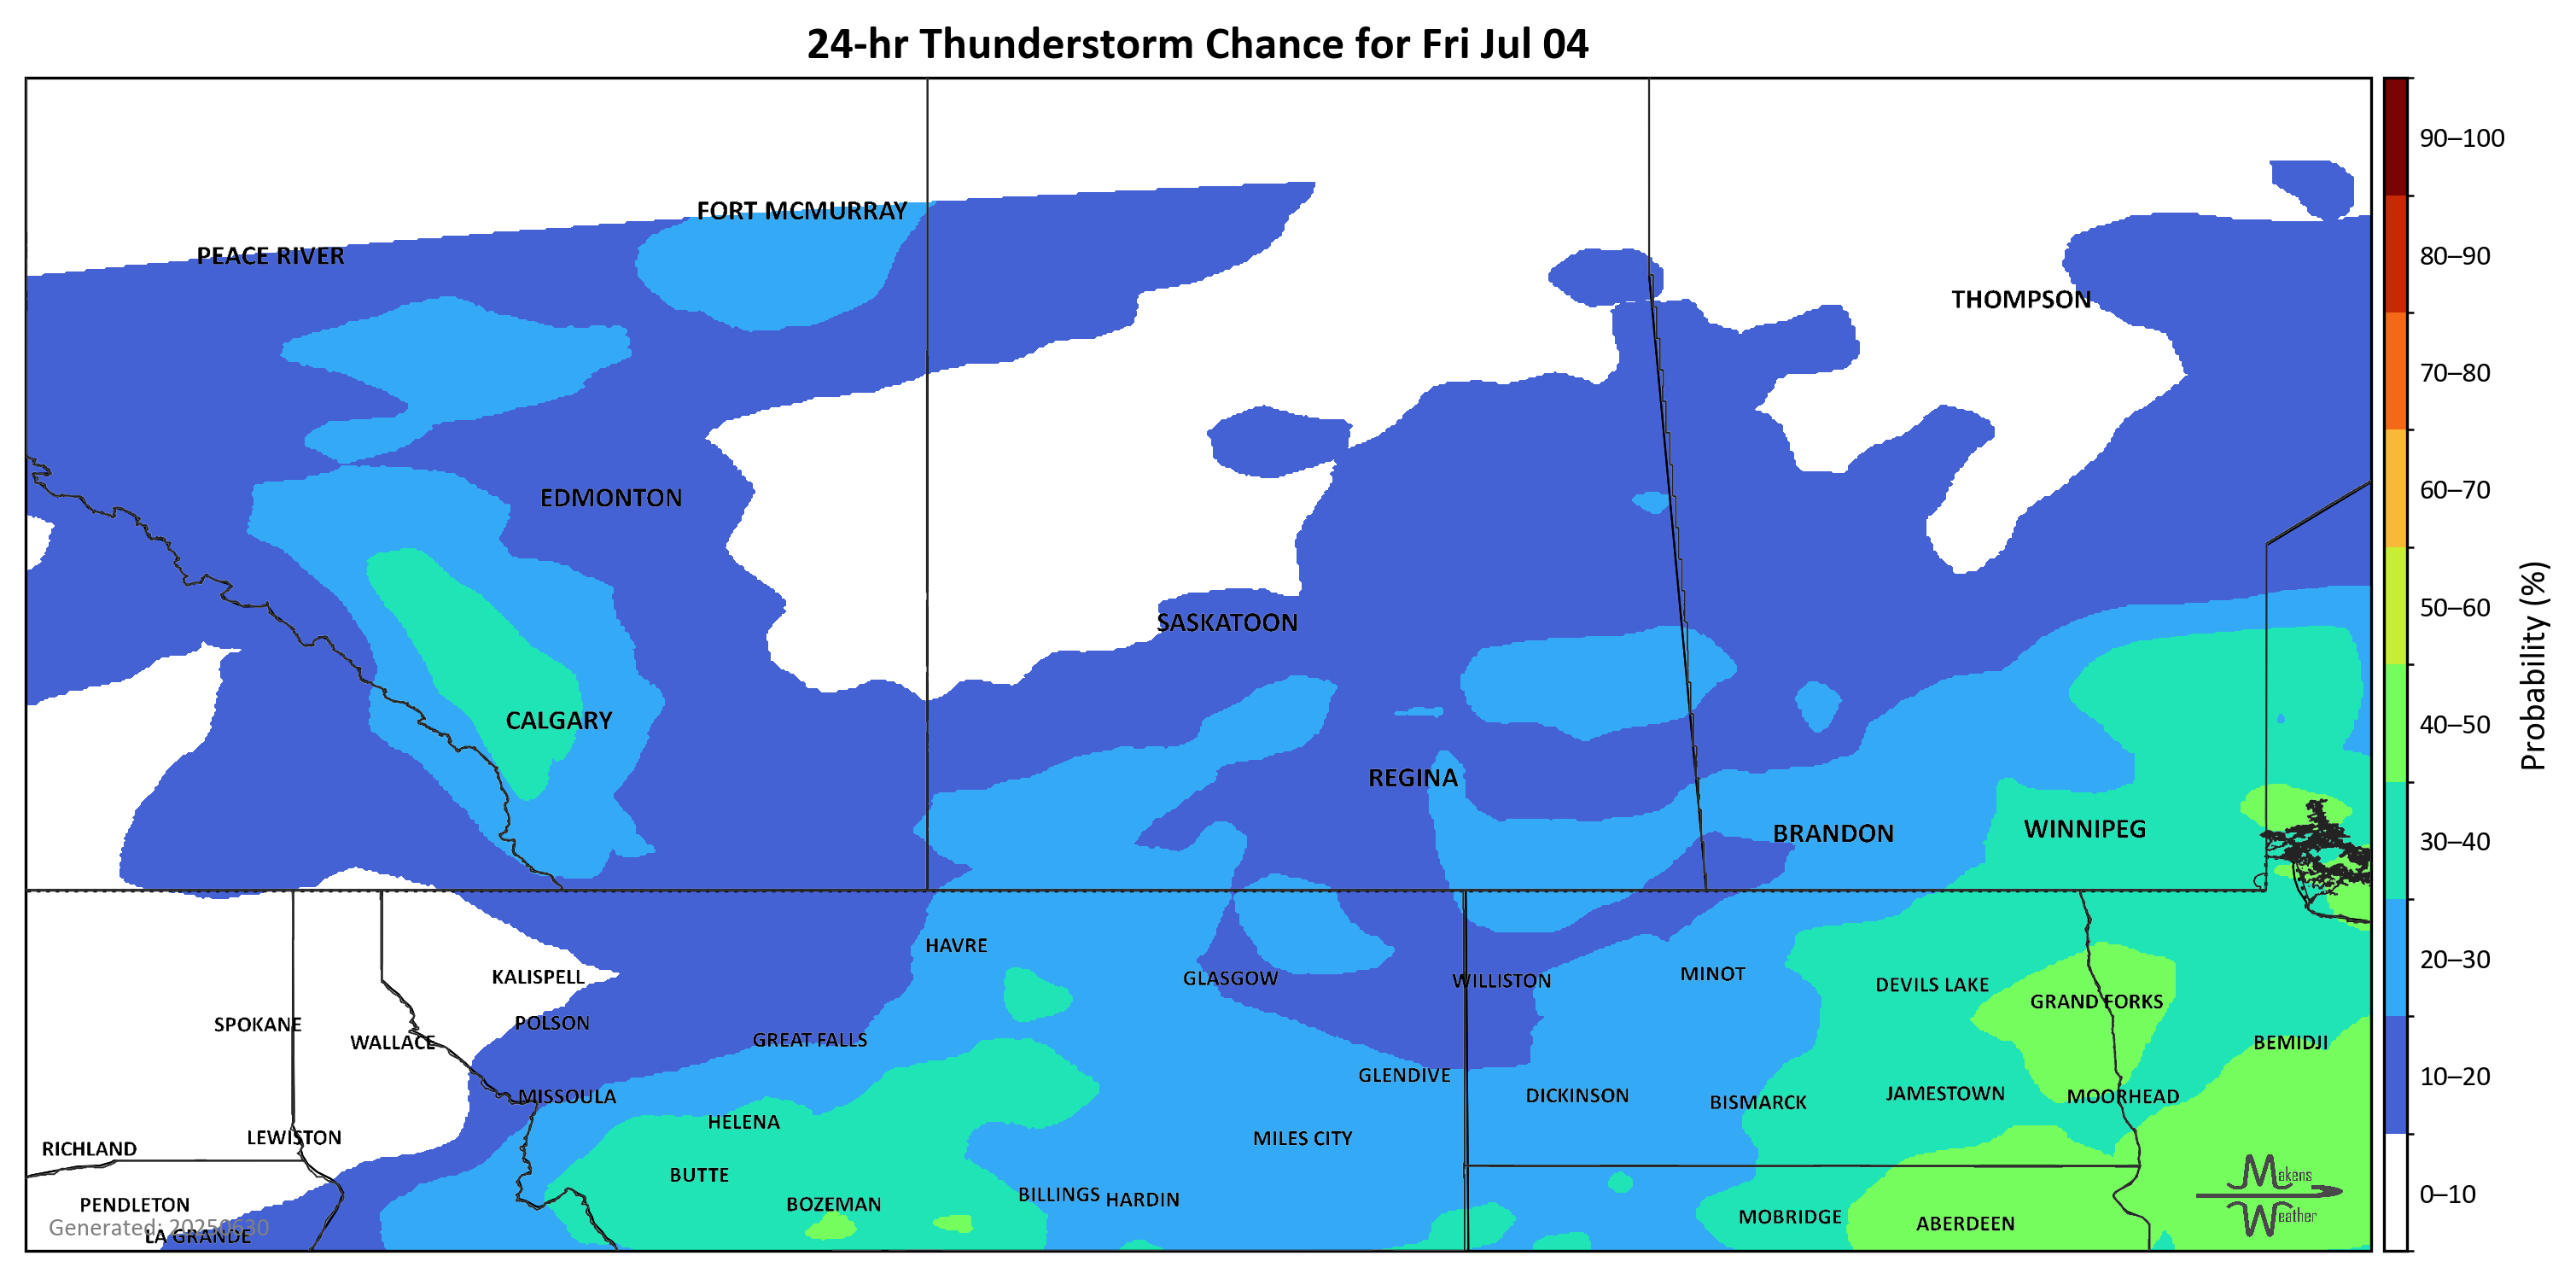 24-hr Thunderstorm Chance for Fri Jul 04
90–100
FORT MCMURRAY
PEACE RIVER
80–90
THOMPSON
70–80
60–70
EDMONTON
50–60
SASKATOON
Probability (%)
CALGARY
40–50
REGINA
WINNIPEG
BRANDON
30–40
HAVRE
20–30
MINOT
KALISPELL
GLASGOW
WILLISTON
DEVILS LAKE
GRAND FORKS
POLSON
SPOKANE
GREAT FALLS
WALLACE
BEMIDJI
GLENDIVE
10–20
DICKINSON
JAMESTOWN
MISSOULA
MOORHEAD
BISMARCK
HELENA
LEWISTON
MILES CITY
RICHLAND
BUTTE
Makens
Weather
0–10
BILLINGS
HARDIN
PENDLETON
BOZEMAN
MOBRIDGE
ABERDEEN
Generated: 20250630
LA GRANDE